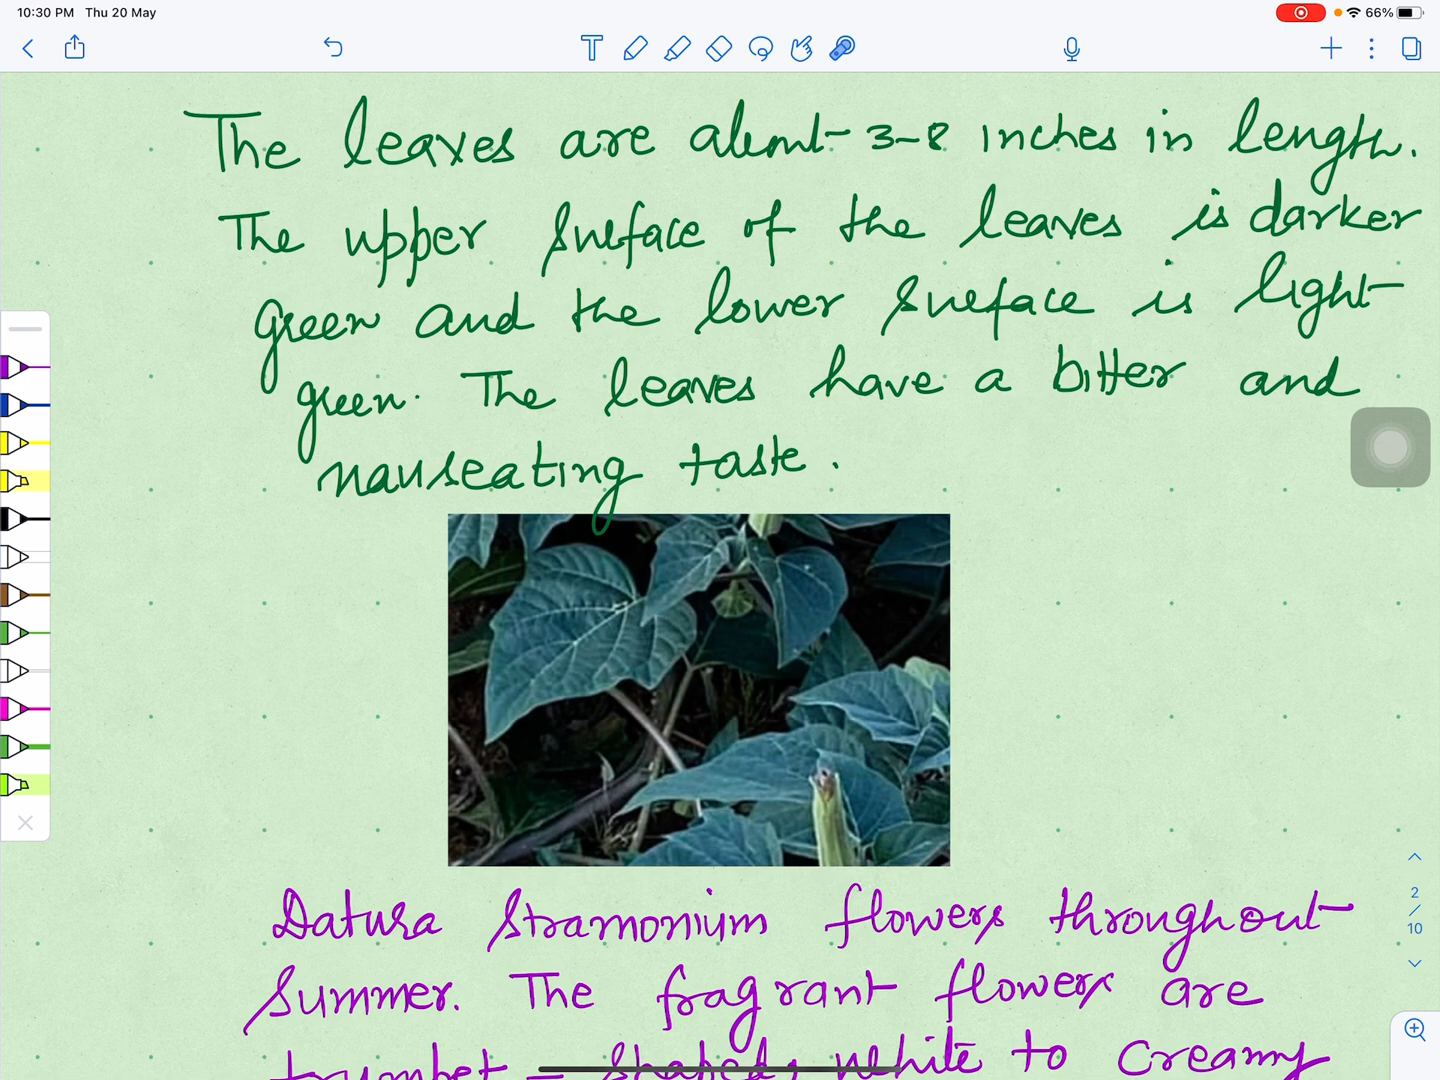 10:30 PM Thu 20 May
66%
The leaves are about 3-8 inches in length.
The upper surface of the leaves is darker
green and the lower surface is light
green. The leaves have a bitter and
nauseating taste.
Datura Stramonium flowers throughout
Summer. The fragrant flowers are
trumpet-shaped, white to creamy
2
/
10